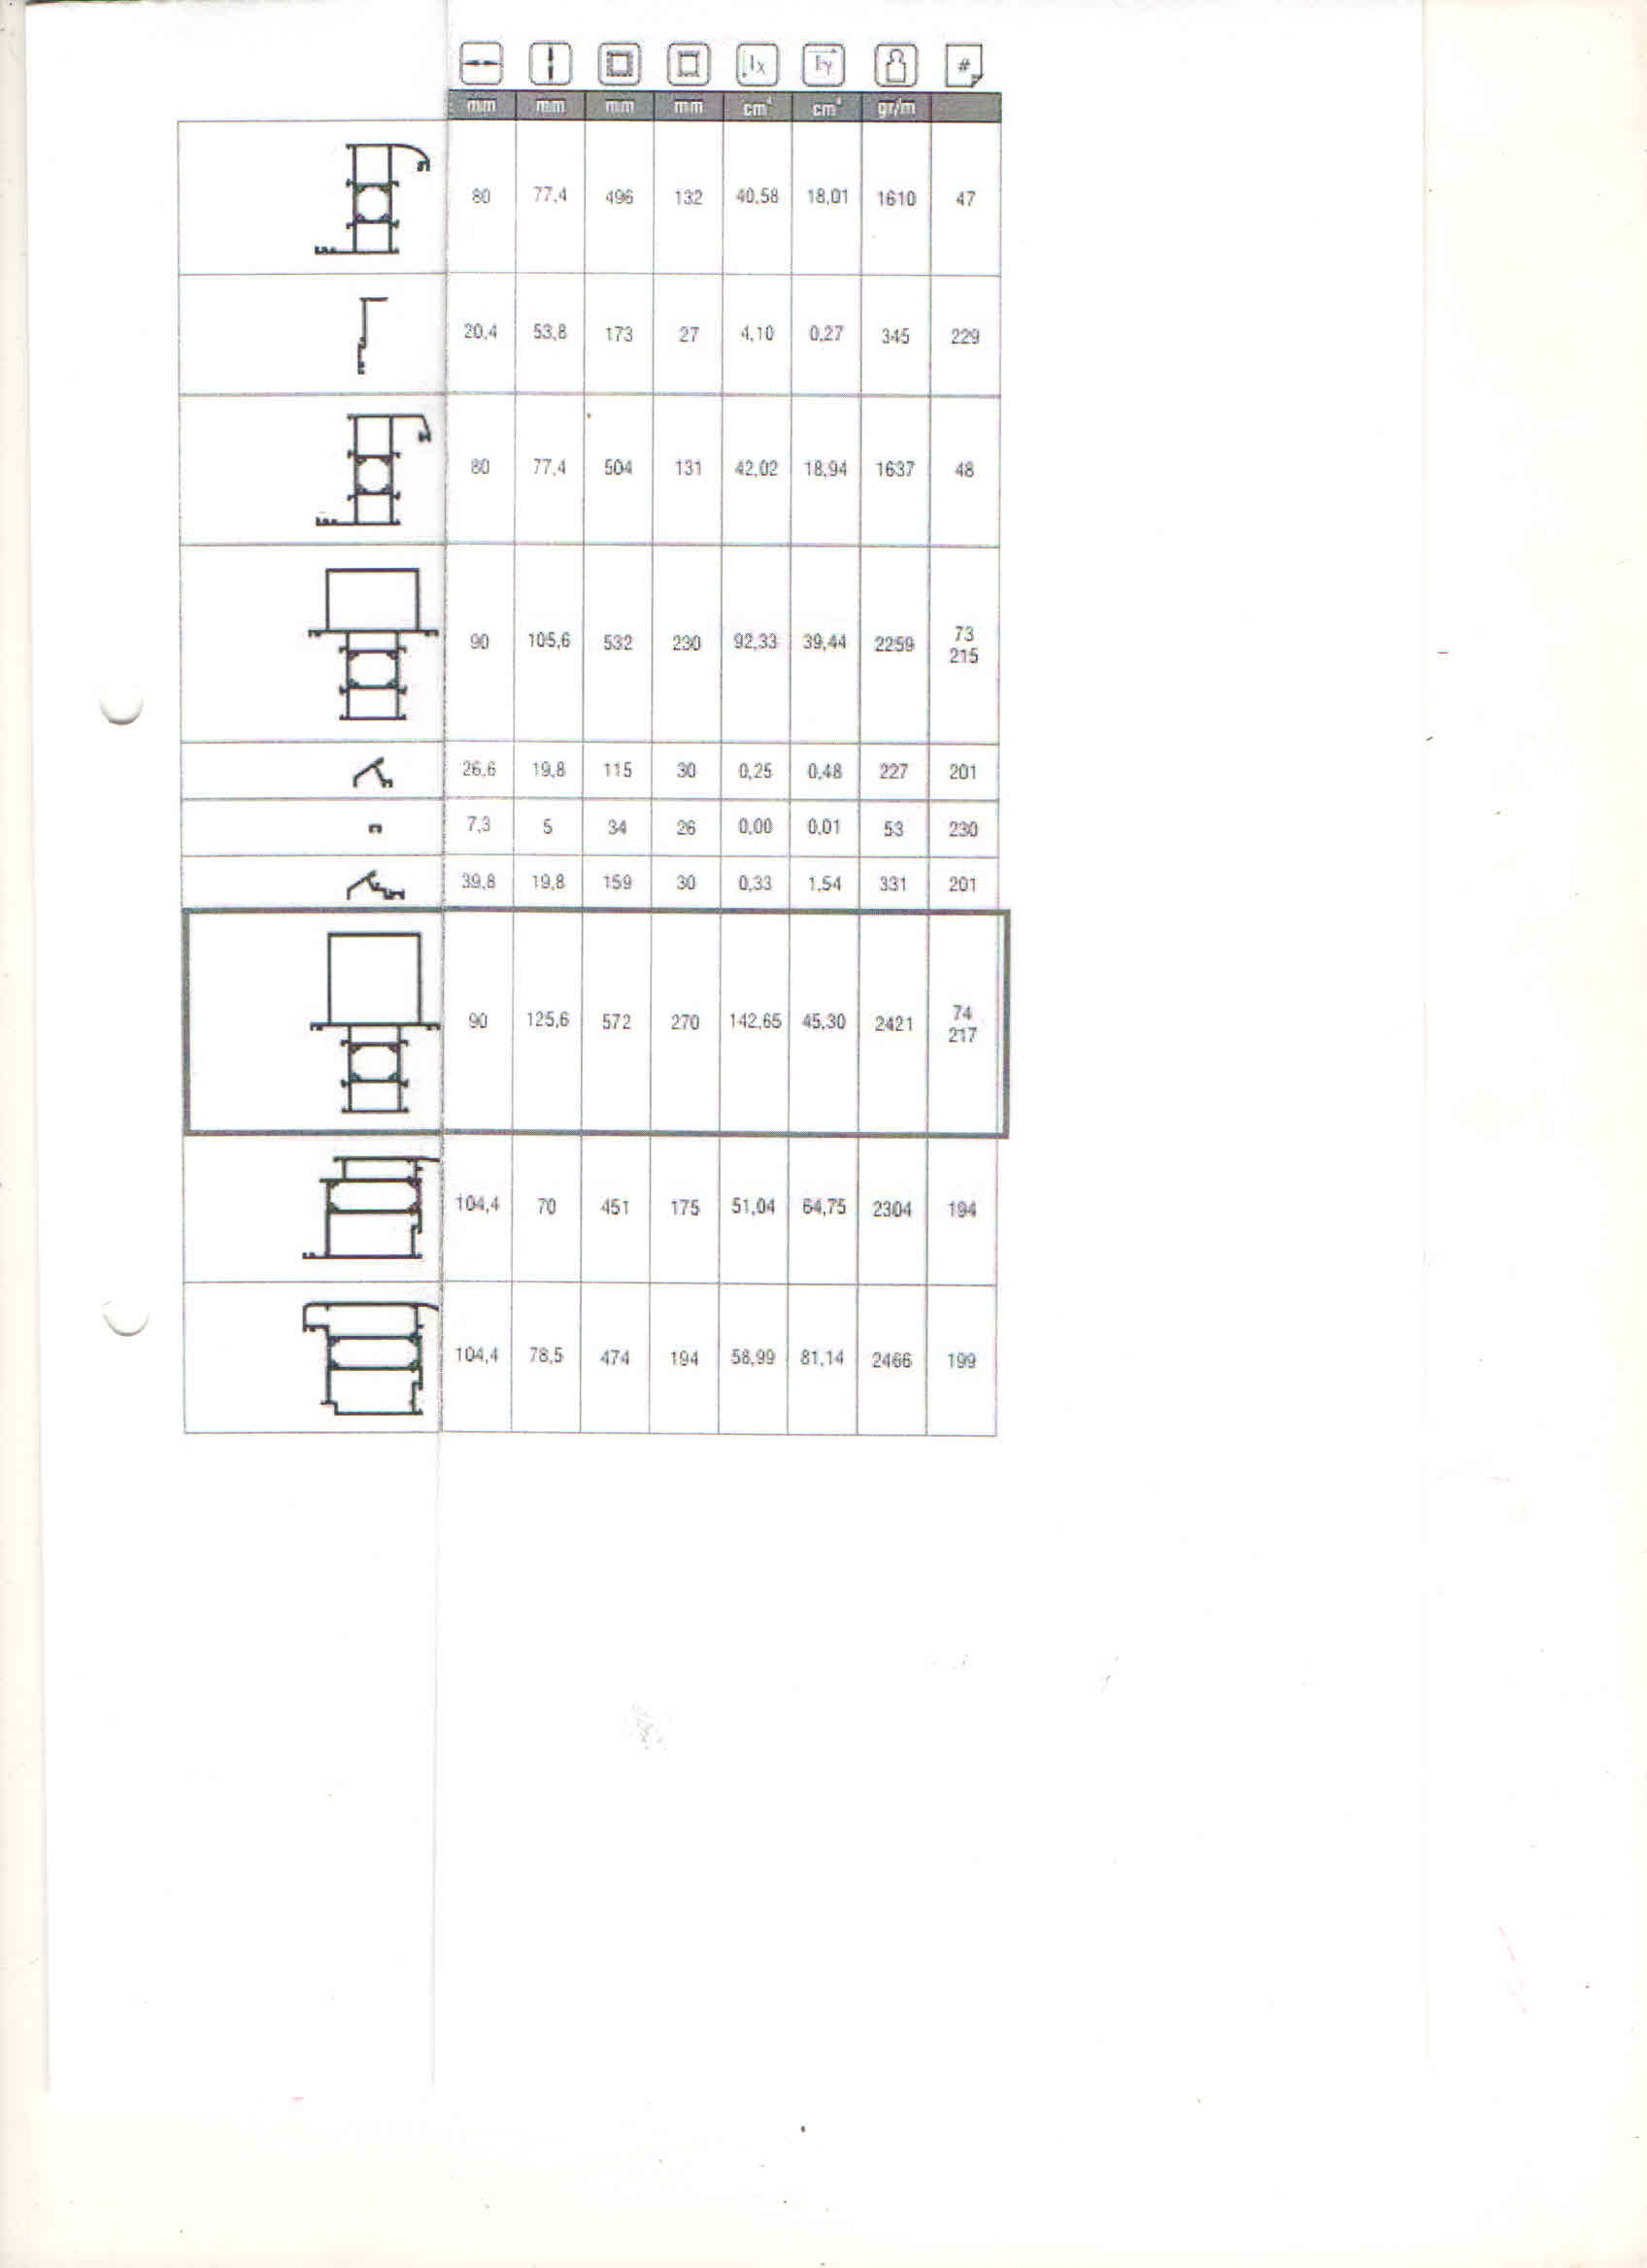 Ix Iy #
mm mm mm mm cm⁴ cm⁴ gr/m
80 77,4 496 132 40,58 18,01 1610 47
20,4 53,8 173 27 4,10 0,27 345 229
80 77,4 504 131 42,02 18,94 1637 48
90 105,6 532 230 92,33 39,44 2259 73
215
26,6 19,8 115 30 0,25 0,48 227 201
7,3 5 34 26 0,00 0,01 53 230
39,8 19,8 159 30 0,33 1,54 331 201
90 125,6 572 270 142,65 45,30 2421 74
217
104,4 70 451 175 51,04 64,75 2304 194
104,4 78,5 474 194 58,99 81,14 2466 199